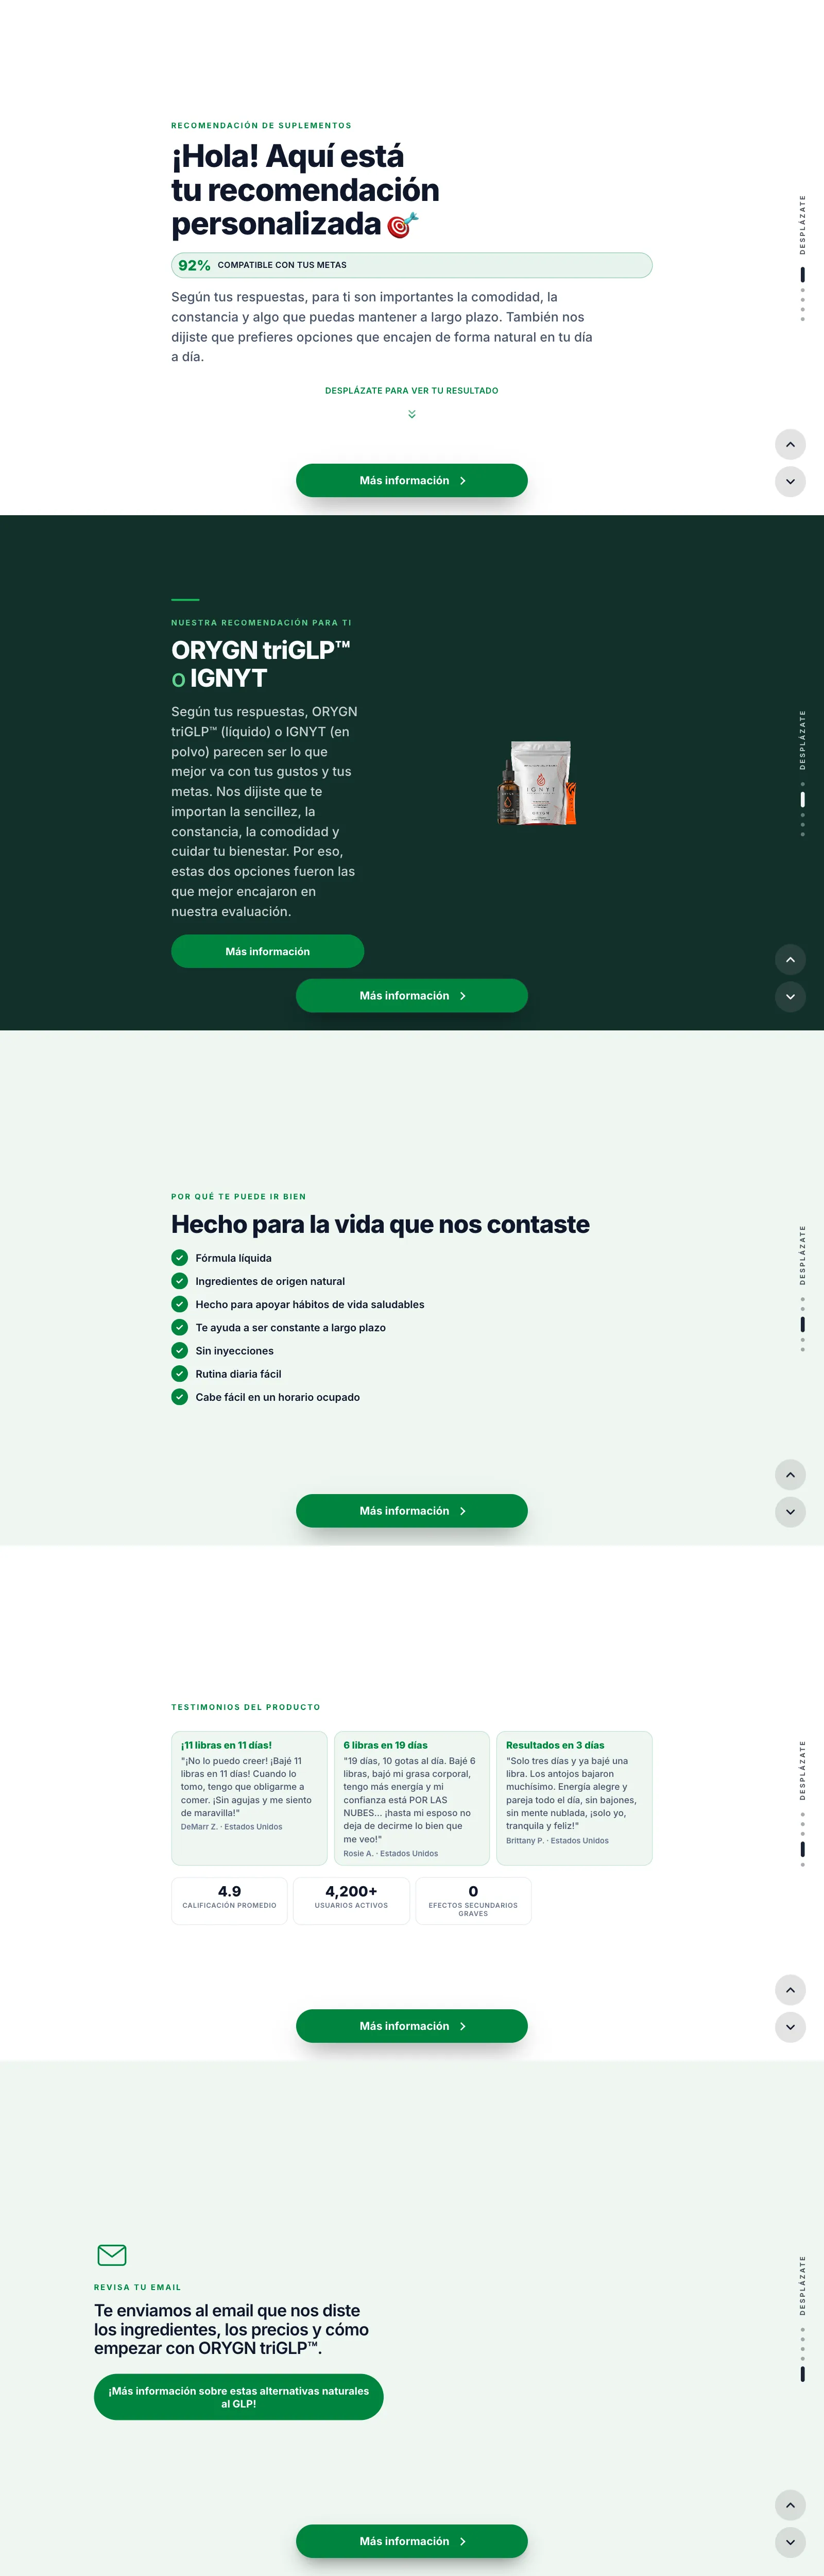 RECOMENDACIÓN DE SUPLEMENTOS
¡Hola! Aquí está
tu recomendación
personalizada
92% COMPATIBLE CON TUS METAS
Según tus respuestas, para ti son importantes la comodidad, la
constancia y algo que puedas mantener a largo plazo. También nos
dijiste que prefieres opciones que encajen de forma natural en tu día
a día.
DESPLÁZATE PARA VER TU RESULTADO
Más información
DESPLÁZATE
NUESTRA RECOMENDACIÓN PARA TI
ORYGN triGLP™
o IGNYT
Según tus respuestas, ORYGN
triGLP™ (líquido) o IGNYT (en
polvo) parecen ser lo que
mejor va con tus gustos y tus
metas. Nos dijiste que te
importan la sencillez, la
constancia, la comodidad y
cuidar tu bienestar. Por eso,
estas dos opciones fueron las
que mejor encajaron en
nuestra evaluación.
Más información
IGNYT
Más información
DESPLÁZATE
POR QUÉ TE PUEDE IR BIEN
Hecho para la vida que nos contaste
Fórmula líquida
Ingredientes de origen natural
Hecho para apoyar hábitos de vida saludables
Te ayuda a ser constante a largo plazo
Sin inyecciones
Rutina diaria fácil
Cabe fácil en un horario ocupado
Más información
DESPLÁZATE
TESTIMONIOS DEL PRODUCTO
¡11 libras en 11 días!
"¡No lo puedo creer! ¡Bajé 11
libras en 11 días! Cuando lo
tomo, tengo que obligarme a
comer. ¡Sin agujas y me siento
de maravilla!"
DeMarr Z. · Estados Unidos
6 libras en 19 días
"19 días, 10 gotas al día. Bajé 6
libras, bajó mi grasa corporal,
tengo más energía y mi
confianza está POR LAS
NUBES... ¡hasta mi esposo no
deja de decirme lo bien que
me veo!"
Rosie A. · Estados Unidos
Resultados en 3 días
"Solo tres días y ya bajé una
libra. Los antojos bajaron
muchísimo. Energía alegre y
pareja todo el día, sin bajones,
sin mente nublada, ¡solo yo,
tranquila y feliz!"
Brittany P. · Estados Unidos
4.9
CALIFICACIÓN PROMEDIO
4,200+
USUARIOS ACTIVOS
0
EFECTOS SECUNDARIOS
GRAVES
Más información
DESPLÁZATE
REVISA TU EMAIL
Te enviamos al email que nos diste
los ingredientes, los precios y cómo
empezar con ORYGN triGLP™.
¡Más información sobre estas alternativas naturales
al GLP!
Más información
DESPLÁZATE